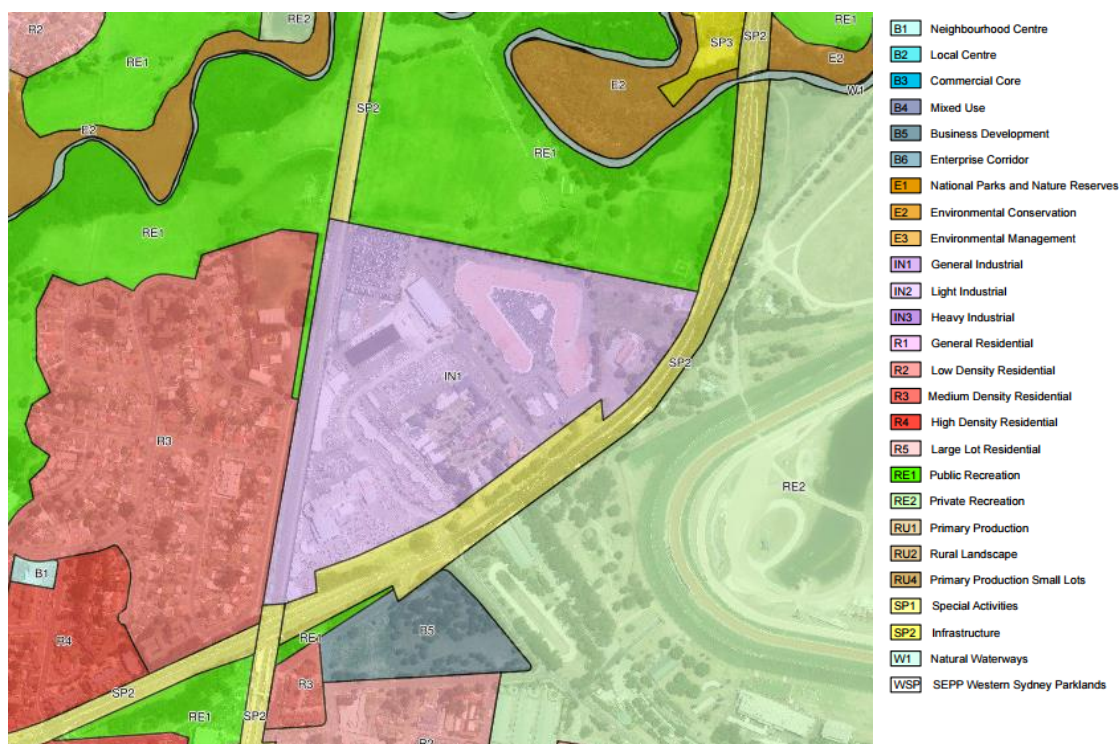 R2
RE2
RE1
SP3
SP2
RE1
E2
E2
W1
SP2
E2
RE1
RE1
SP2
IN1
R3
RE2
B1
R4
RE1
B5
R3
SP2
RE1
SP2
R2
B1 Neighbourhood Centre
B2 Local Centre
B3 Commercial Core
B4 Mixed Use
B5 Business Development
B6 Enterprise Corridor
E1 National Parks and Nature Reserves
E2 Environmental Conservation
E3 Environmental Management
IN1 General Industrial
IN2 Light Industrial
IN3 Heavy Industrial
R1 General Residential
R2 Low Density Residential
R3 Medium Density Residential
R4 High Density Residential
R5 Large Lot Residential
RE1 Public Recreation
RE2 Private Recreation
RU1 Primary Production
RU2 Rural Landscape
RU4 Primary Production Small Lots
SP1 Special Activities
SP2 Infrastructure
W1 Natural Waterways
WSP SEPP Western Sydney Parklands